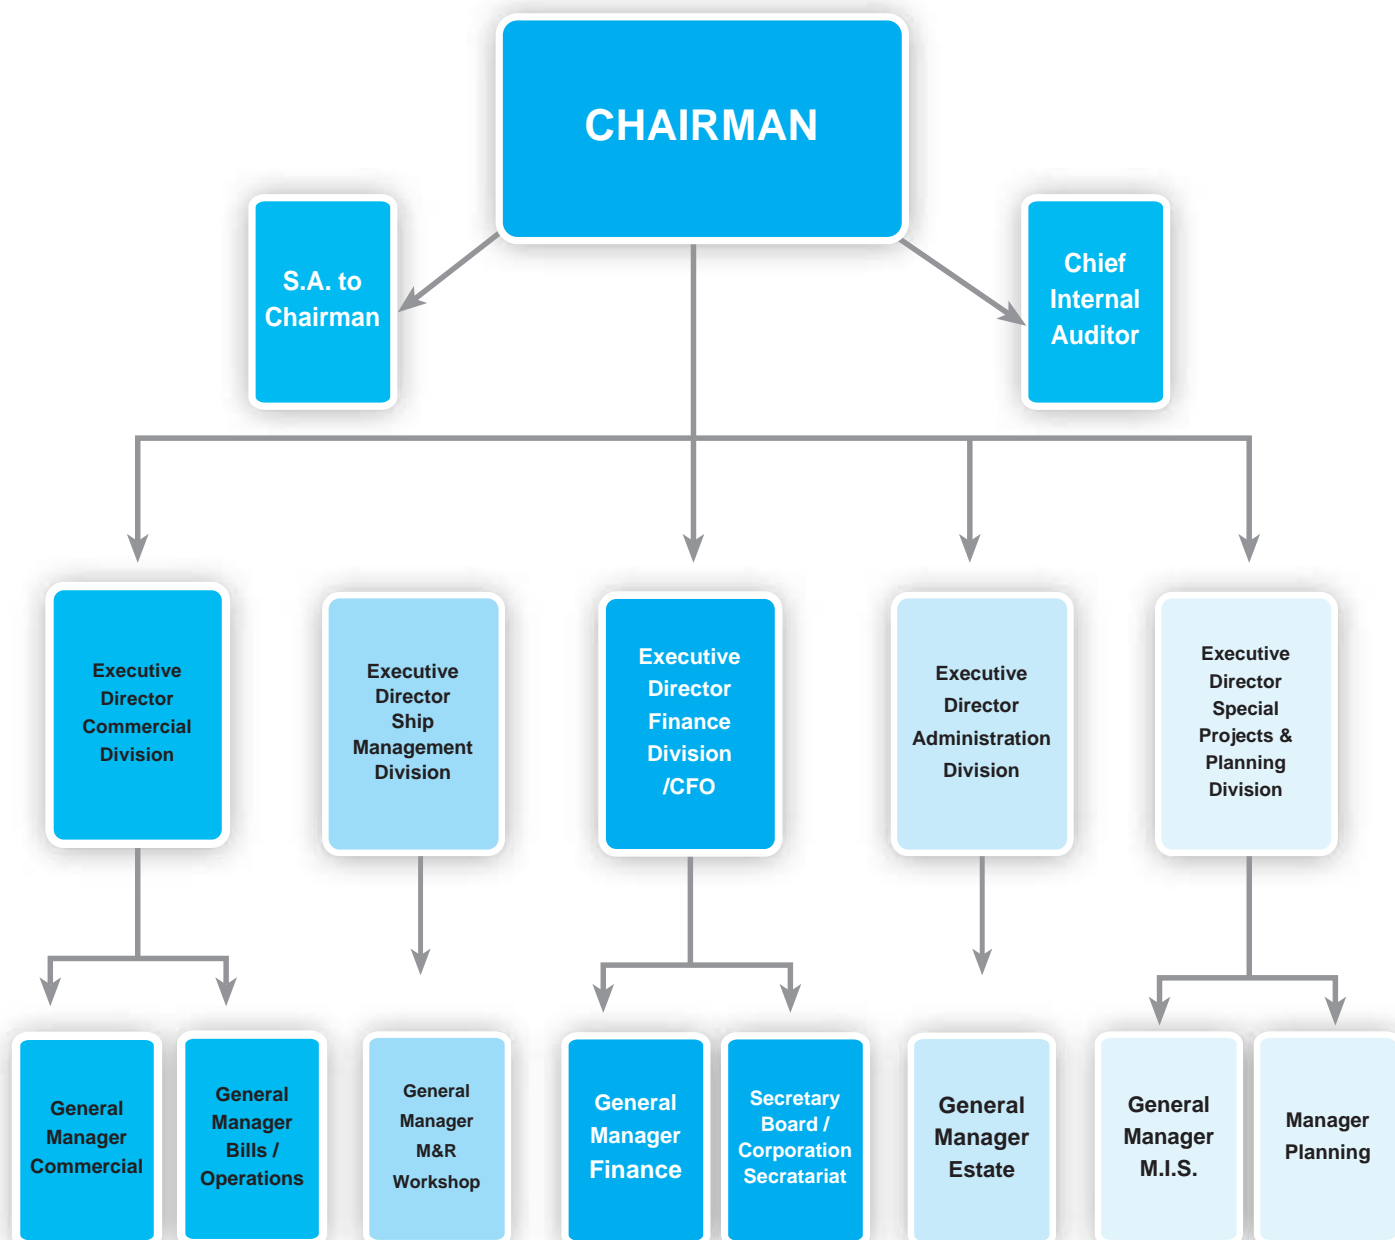 CHAIRMAN
S.A. to
Chairman
Chief
Internal
Auditor
Executive
Director
Commercial
Division
Executive
Director
Ship
Management
Division
Executive
Director
Finance
Division
/CFO
Executive
Director
Administration
Division
Executive
Director
Special
Projects &
Planning
Division
General
Manager
Commercial
General
Manager
Bills /
Operations
General
Manager
M&R
Workshop
General
Manager
Finance
Secretary
Board /
Corporation
Secratariat
General
Manager
Estate
General
Manager
M.I.S.
Manager
Planning